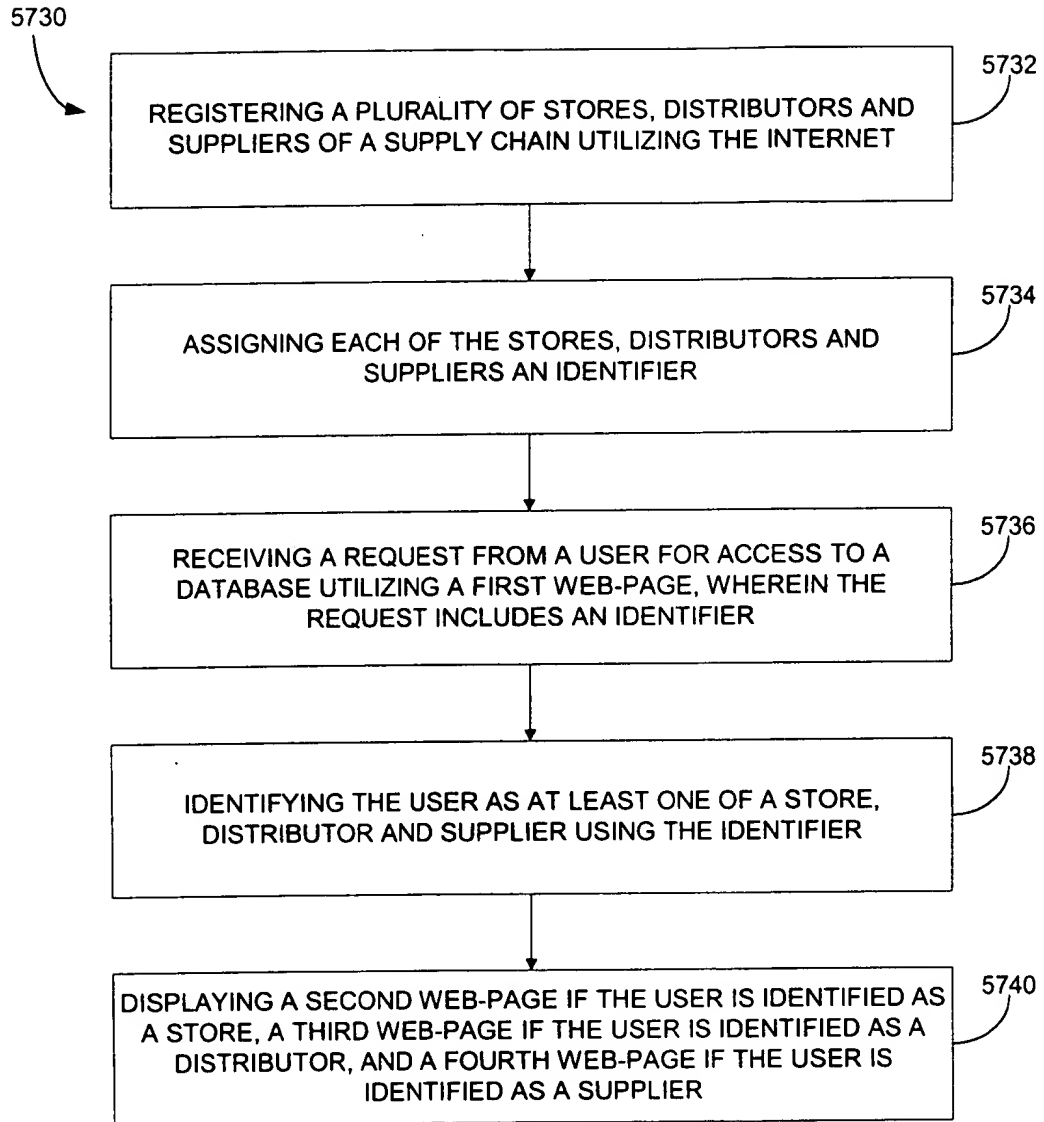 5730
5732
REGISTERING A PLURALITY OF STORES, DISTRIBUTORS AND
SUPPLIERS OF A SUPPLY CHAIN UTILIZING THE INTERNET
5734
ASSIGNING EACH OF THE STORES, DISTRIBUTORS AND
SUPPLIERS AN IDENTIFIER
5736
RECEIVING A REQUEST FROM A USER FOR ACCESS TO A
DATABASE UTILIZING A FIRST WEB-PAGE, WHEREIN THE
REQUEST INCLUDES AN IDENTIFIER
5738
IDENTIFYING THE USER AS AT LEAST ONE OF A STORE,
DISTRIBUTOR AND SUPPLIER USING THE IDENTIFIER
5740
DISPLAYING A SECOND WEB-PAGE IF THE USER IS IDENTIFIED AS
A STORE, A THIRD WEB-PAGE IF THE USER IS IDENTIFIED AS A
DISTRIBUTOR, AND A FOURTH WEB-PAGE IF THE USER IS
IDENTIFIED AS A SUPPLIER